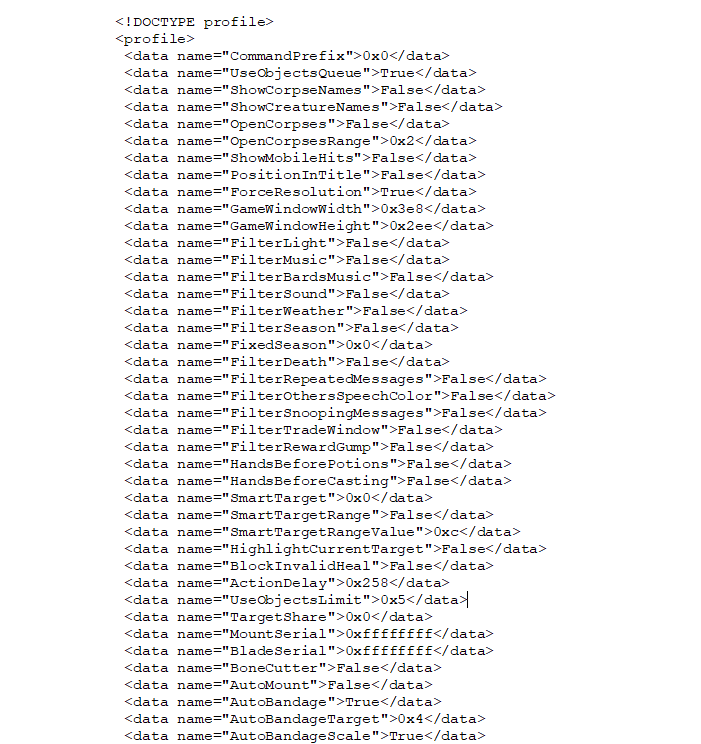 <!DOCTYPE profile>
<profile>
<data name="CommandPrefix">0x0</data>
<data name="UseObjectsQueue">True</data>
<data name="ShowCorpseNames">False</data>
<data name="ShowCreatureNames">False</data>
<data name="OpenCorpses">False</data>
<data name="OpenCorpsesRange">0x2</data>
<data name="ShowMobileHits">False</data>
<data name="PositionInTitle">False</data>
<data name="ForceResolution">True</data>
<data name="GameWindowWidth">0x3e8</data>
<data name="GameWindowHeight">0x2ee</data>
<data name="FilterLight">False</data>
<data name="FilterMusic">False</data>
<data name="FilterBardsMusic">False</data>
<data name="FilterSound">False</data>
<data name="FilterWeather">False</data>
<data name="FilterSeason">False</data>
<data name="FixedSeason">0x0</data>
<data name="FilterDeath">False</data>
<data name="FilterRepeatedMessages">False</data>
<data name="FilterOthersSpeechColor">False</data>
<data name="FilterSnoopingMessages">False</data>
<data name="FilterTradeWindow">False</data>
<data name="FilterRewardGump">False</data>
<data name="HandsBeforePotions">False</data>
<data name="HandsBeforeCasting">False</data>
<data name="SmartTarget">0x0</data>
<data name="SmartTargetRange">False</data>
<data name="SmartTargetRangeValue">0xc</data>
<data name="HighlightCurrentTarget">False</data>
<data name="BlockInvalidHeal">False</data>
<data name="ActionDelay">0x258</data>
<data name="UseObjectsLimit">0x5</data>
<data name="TargetShare">0x0</data>
<data name="MountSerial">0xffffffff</data>
<data name="BladeSerial">0xffffffff</data>
<data name="BoneCutter">False</data>
<data name="AutoMount">False</data>
<data name="AutoBandage">True</data>
<data name="AutoBandageTarget">0x4</data>
<data name="AutoBandageScale">True</data>